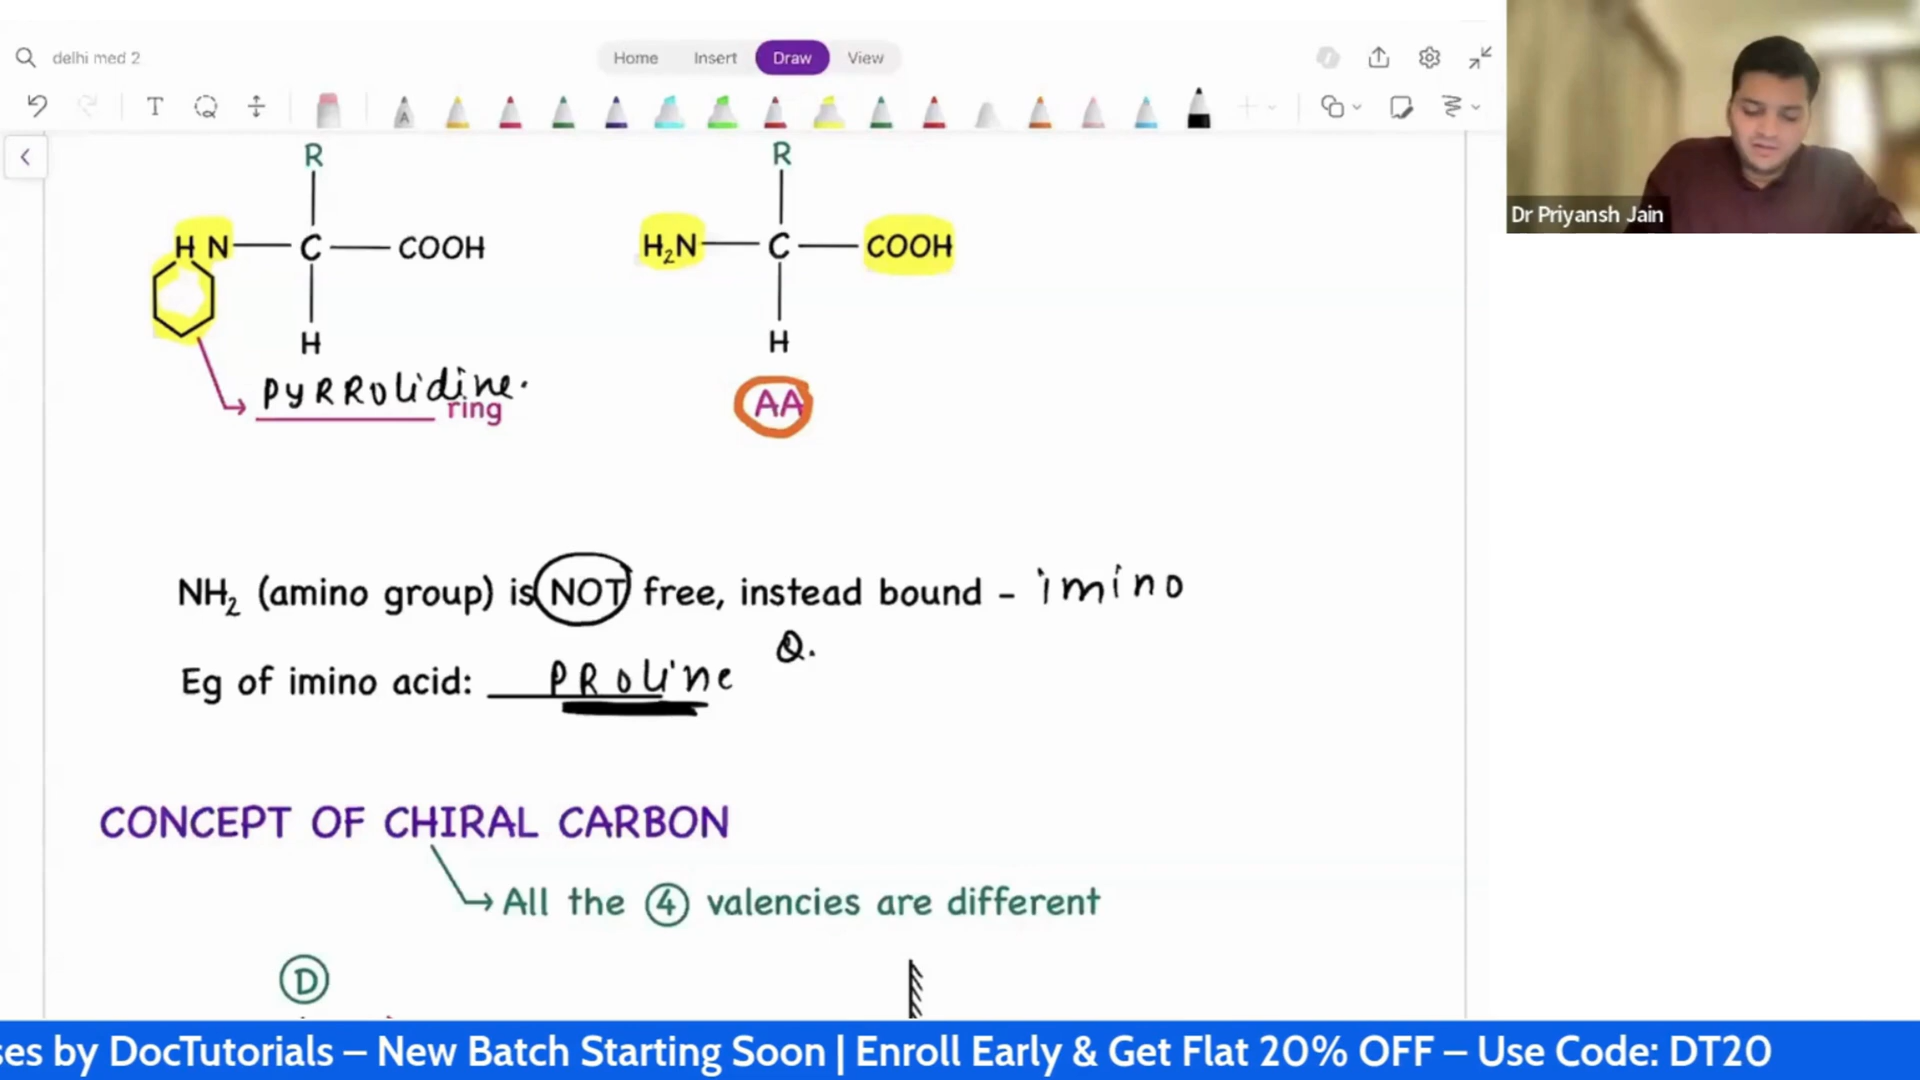 delhi med 2
Home Insert Draw View
T
A
Dr Priyansh Jain
R
H N C COOH
H
PYRROlidine.
ring
R
H₂N C COOH
H
AA
NH₂ (amino group) is NOT free, instead bound - imino
Q.
Eg of imino acid: PROline
CONCEPT OF CHIRAL CARBON
All the 4 valencies are different
D
ses by DocTutorials – New Batch Starting Soon | Enroll Early & Get Flat 20% OFF – Use Code: DT20